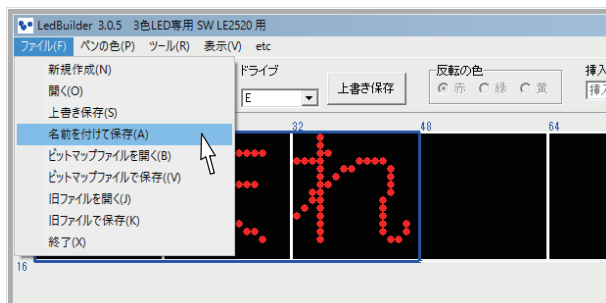 LedBuilder 3.0.5 3色LED専用 SW LE2520 用
ファイル(F) ペンの色(P) ツール(R) 表示(V) etc
新規作成(N)
開く(O)
上書き保存(S)
名前を付けて保存(A)
ビットマップファイルを開く(B)
ビットマップファイルで保存((V)
旧ファイルを開く(J)
旧ファイルで保存(K)
終了(X)
ドライブ
E
上書き保存
反転の色
赤 緑 黄
挿入
挿入
32 48 64
れ
16